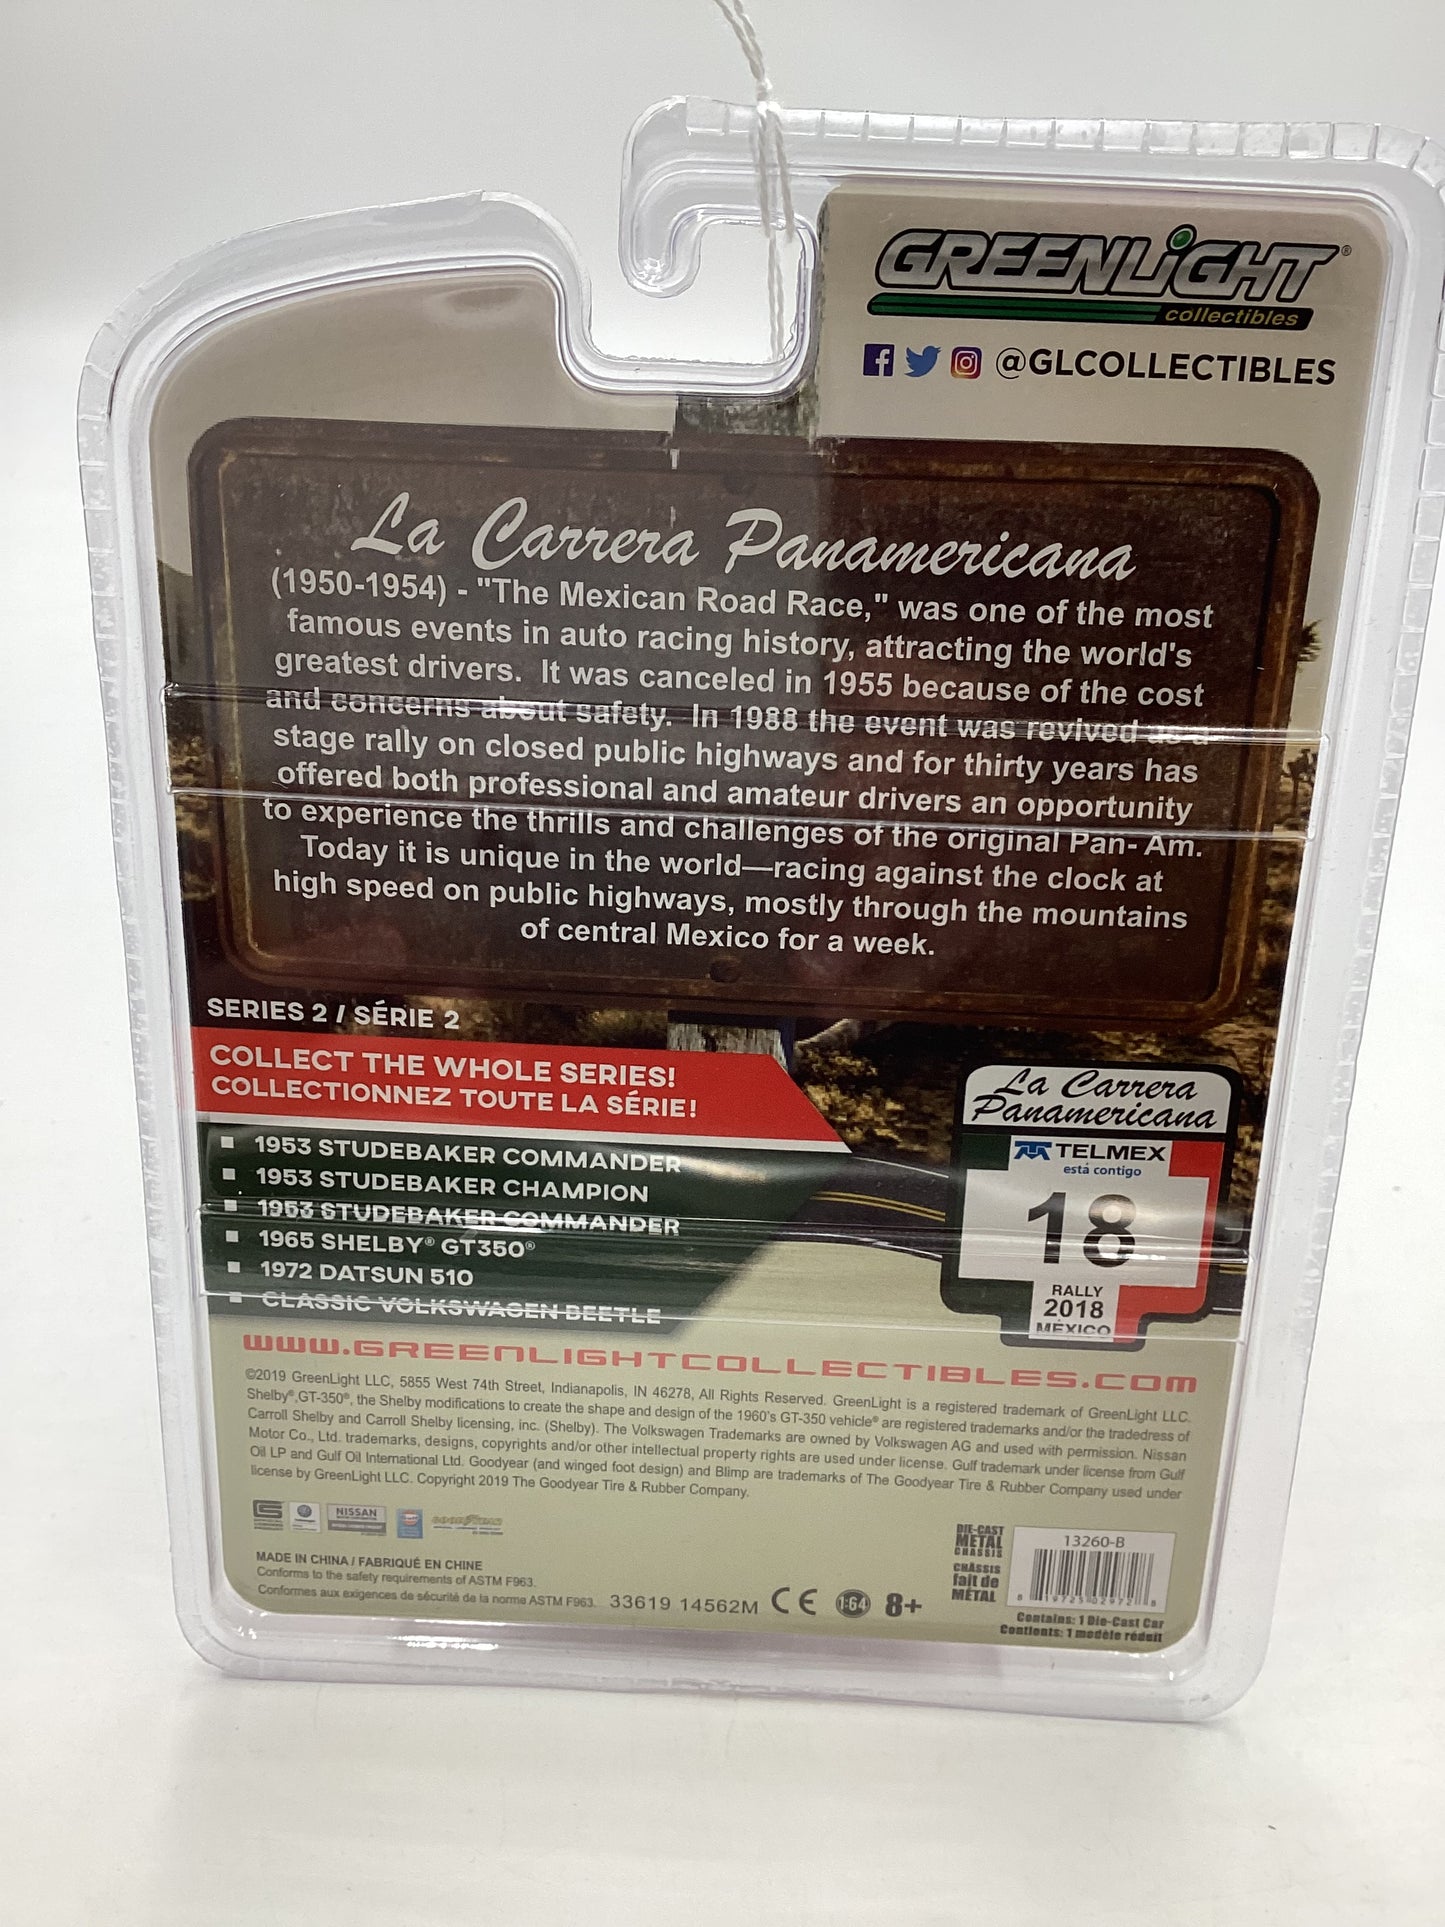 GREENLiGHT®
collectibles
@GLCOLLECTIBLES
La Carrera Panamericana
(1950-1954) - "The Mexican Road Race," was one of the most
famous events in auto racing history, attracting the world's
greatest drivers. It was canceled in 1955 because of the cost
and concerns about safety. In 1988 the event was revived as a
stage rally on closed public highways and for thirty years has
offered both professional and amateur drivers an opportunity
to experience the thrills and challenges of the original Pan- Am.
Today it is unique in the world—racing against the clock at
high speed on public highways, mostly through the mountains
of central Mexico for a week.
SERIES 2 / SÉRIE 2
COLLECT THE WHOLE SERIES!
COLLECTIONNEZ TOUTE LA SÉRIE!
■ 1953 STUDEBAKER COMMANDER
■ 1953 STUDEBAKER CHAMPION
■ 1953 STUDEBAKER COMMANDER
■ 1965 SHELBY® GT350®
■ 1972 DATSUN 510
■ CLASSIC VOLKSWAGEN BEETLE
La Carrera
Panamericana
TELMEX
está contigo
18
RALLY
2018
MÉXICO
WWW.GREENLIGHTCOLLECTIBLES.COM
©2019 GreenLight LLC, 5855 West 74th Street, Indianapolis, IN 46278, All Rights Reserved. GreenLight is a registered trademark of GreenLight LLC.
Shelby®,GT-350®, the Shelby modifications to create the shape and design of the 1960's GT-350 vehicle® are registered trademarks and/or the tradedress of
Carroll Shelby and Carroll Shelby licensing, inc. (Shelby). The Volkswagen Trademarks are owned by Volkswagen AG and used with permission. Nissan
Motor Co., Ltd. trademarks, designs, copyrights and/or other intellectual property rights are used under license. Gulf trademark under license from Gulf
Oil LP and Gulf Oil International Ltd. Goodyear (and winged foot design) and Blimp are trademarks of The Goodyear Tire & Rubber Company used under
license by GreenLight LLC. Copyright 2019 The Goodyear Tire & Rubber Company.
NISSAN
GOODYEAR
MADE IN CHINA / FABRIQUÉ EN CHINE
Conforms to the safety requirements of ASTM F963.
Conformes aux exigences de sécurité de la norme ASTM F963.
33619 14562M CE 1:64 8+
DIE-CAST
METAL
CHASSIS
CHÂSSIS
fait de
MÉTAL
13260-B
Contains: 1 Die-Cast Car
Contients: 1 modèle réduit